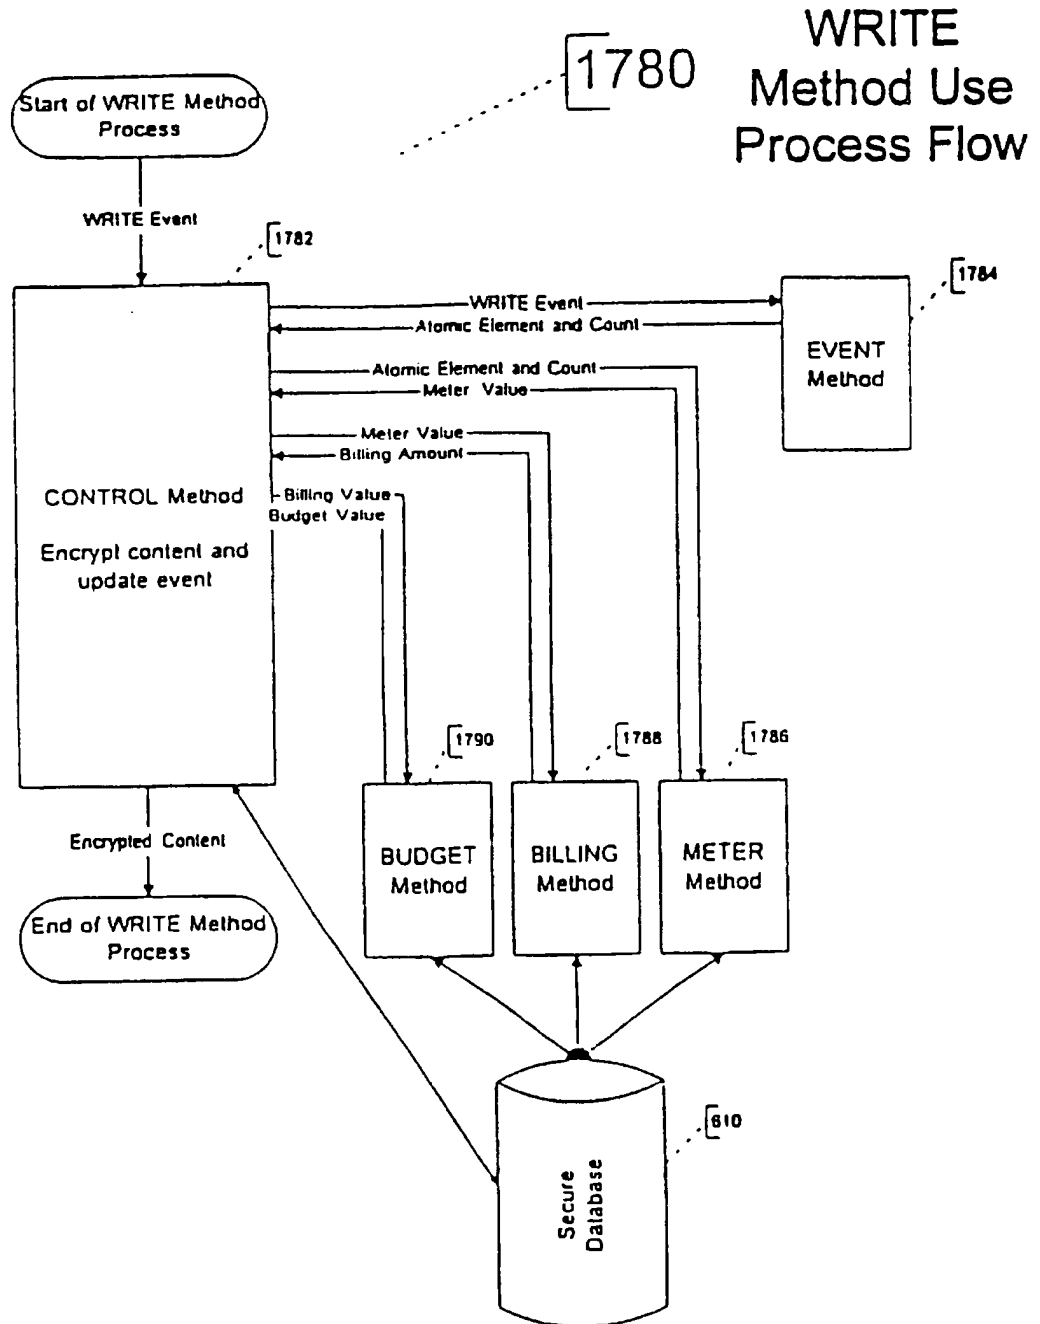 WRITE
Method Use
Process Flow
1780
Start of WRITE Method
Process
WRITE Event
1782
1784
WRITE Event
Atomic Element and Count
EVENT
Method
Atomic Element and Count
Meter Value
Meter Value
Billing Amount
CONTROL Method
Encrypt content and
update event
Billing Value
Budget Value
1790
1788
1786
Encrypted Content
BUDGET
Method
BILLING
Method
METER
Method
End of WRITE Method
Process
610
Secure
Database